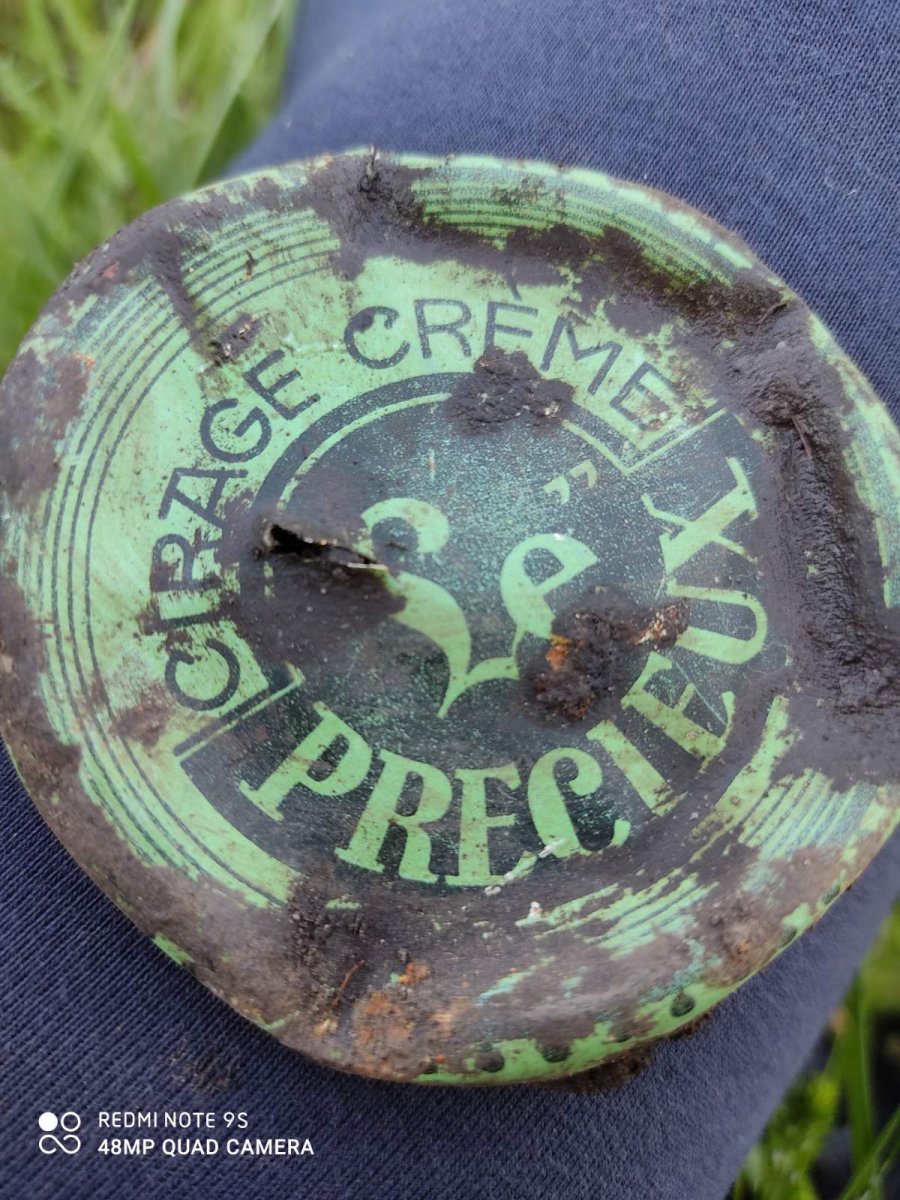 CIRAGE CRÈME
Le"
PRECIEUX
REDMI NOTE 9S
48MP QUAD CAMERA